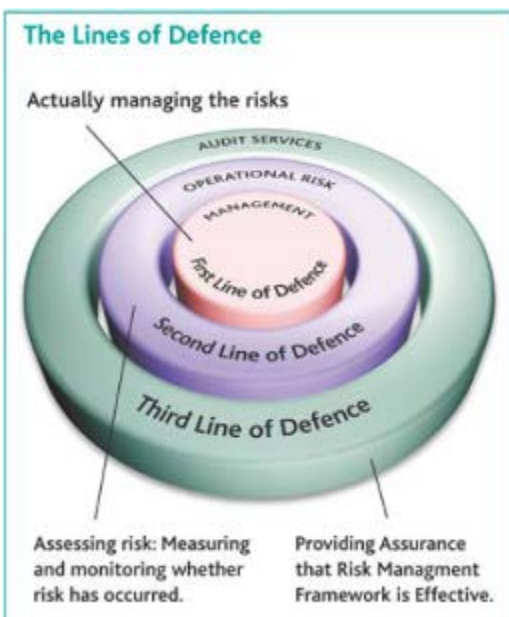 The Lines of Defence
Actually managing the risks
AUDIT SERVICES
OPERATIONAL RISK
MANAGEMENT
First Line of Defence
Second Line of Defence
Third Line of Defence
Assessing risk: Measuring
and monitoring whether
risk has occurred.
Providing Assurance
that Risk Managment
Framework is Effective.